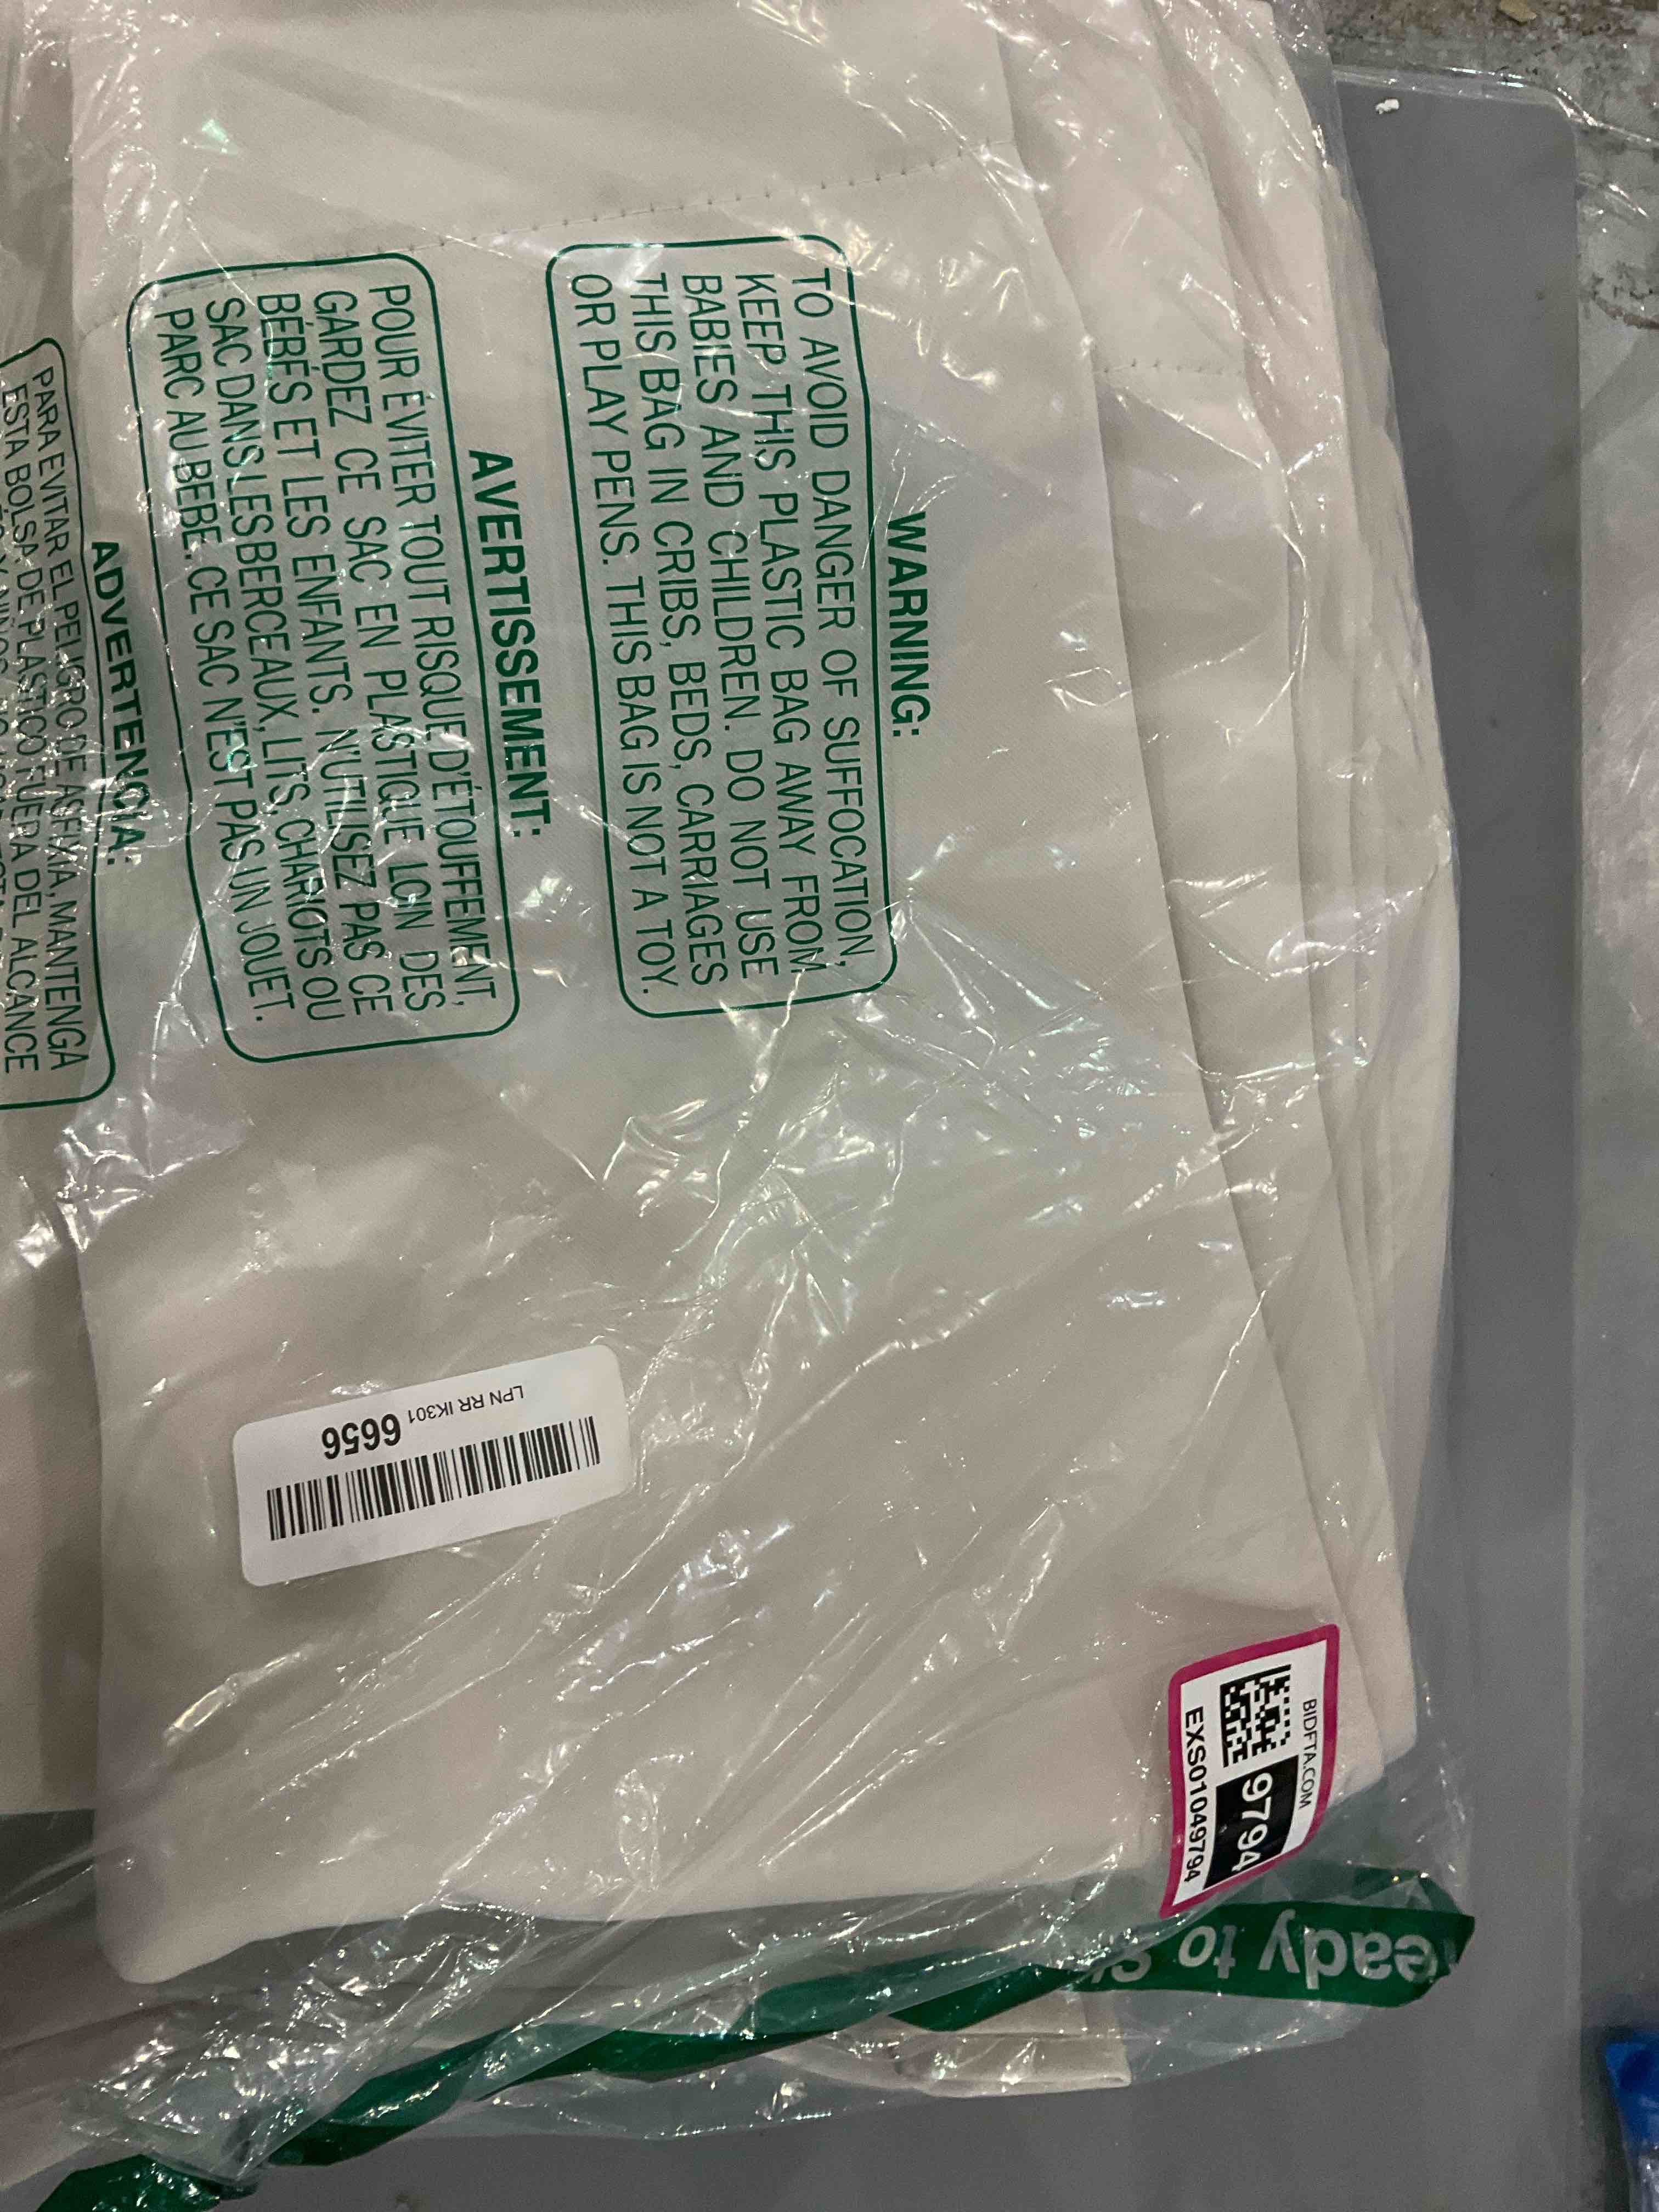 WARNING:
TO AVOID DANGER OF SUFFOCATION,
KEEP THIS PLASTIC BAG AWAY FROM
BABIES AND CHILDREN. DO NOT USE
THIS BAG IN CRIBS, BEDS, CARRIAGES
OR PLAY PENS. THIS BAG IS NOT A TOY.
AVERTISSEMENT:
POUR ÉVITER TOUT RISQUE D'ÉTOUFFEMENT,
GARDEZ CE SAC EN PLASTIQUE LOIN DES
BÉBÉS ET LES ENFANTS. N'UTILISEZ PAS CE
SAC DANS LES BERCEAUX, LITS, CHARIOTS OU
PARC AU BEBE. CE SAC N'EST PAS UN JOUET.
ADVERTENCIA:
PARA EVITAR EL PELIGRO DE ASFIXIA, MANTENGA
ESTA BOLSA DE PLASTICO FUERA DEL ALCANCE
LPN RR IK301 6656
BIDFTA.COM
9794
EXS01049794
eady to